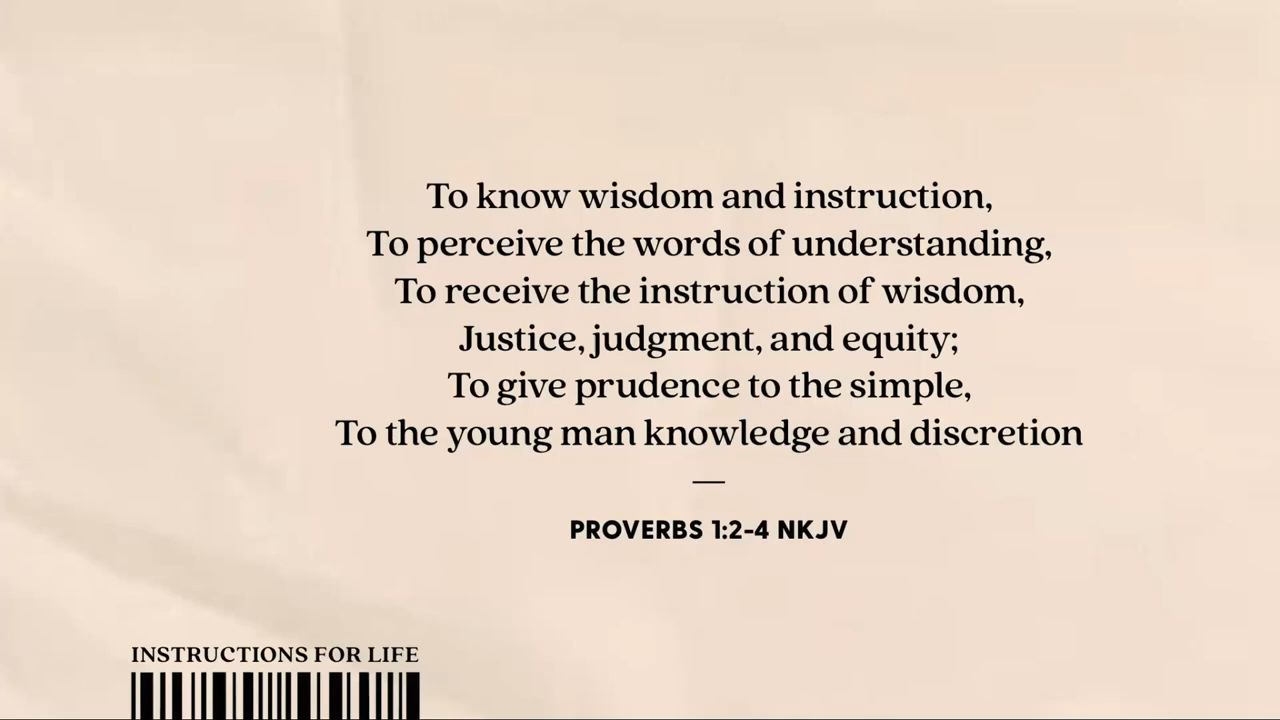 To know wisdom and instruction,
To perceive the words of understanding,
To receive the instruction of wisdom,
Justice, judgment, and equity;
To give prudence to the simple,
To the young man knowledge and discretion
—
PROVERBS 1:2-4 NKJV
INSTRUCTIONS FOR LIFE